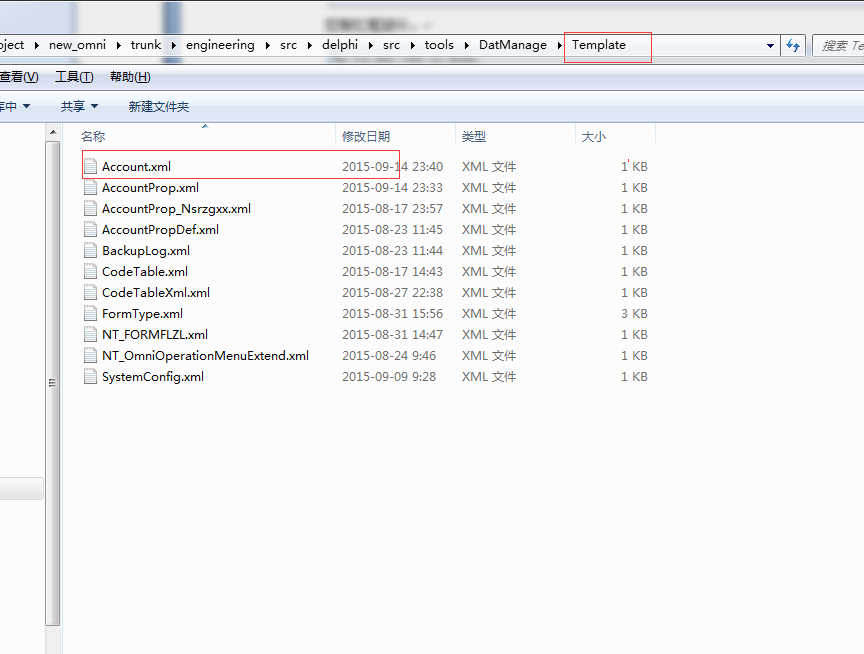 oject new_omni trunk engineering src delphi src tools DatManage Template 搜索 Te
查看(V) 工具(T) 帮助(H)
库中 共享 新建文件夹
名称 修改日期 类型 大小
Account.xml 2015-09-14 23:40 XML 文件 1 KB
AccountProp.xml 2015-09-14 23:33 XML 文件 1 KB
AccountProp_Nsrzgxx.xml 2015-08-17 23:57 XML 文件 1 KB
AccountPropDef.xml 2015-08-23 11:45 XML 文件 1 KB
BackupLog.xml 2015-08-23 11:44 XML 文件 1 KB
CodeTable.xml 2015-08-17 14:43 XML 文件 1 KB
CodeTableXml.xml 2015-08-27 22:38 XML 文件 1 KB
FormType.xml 2015-08-31 15:56 XML 文件 3 KB
NT_FORMFLZL.xml 2015-08-31 14:47 XML 文件 1 KB
NT_OmniOperationMenuExtend.xml 2015-08-24 9:46 XML 文件 1 KB
SystemConfig.xml 2015-09-09 9:28 XML 文件 1 KB